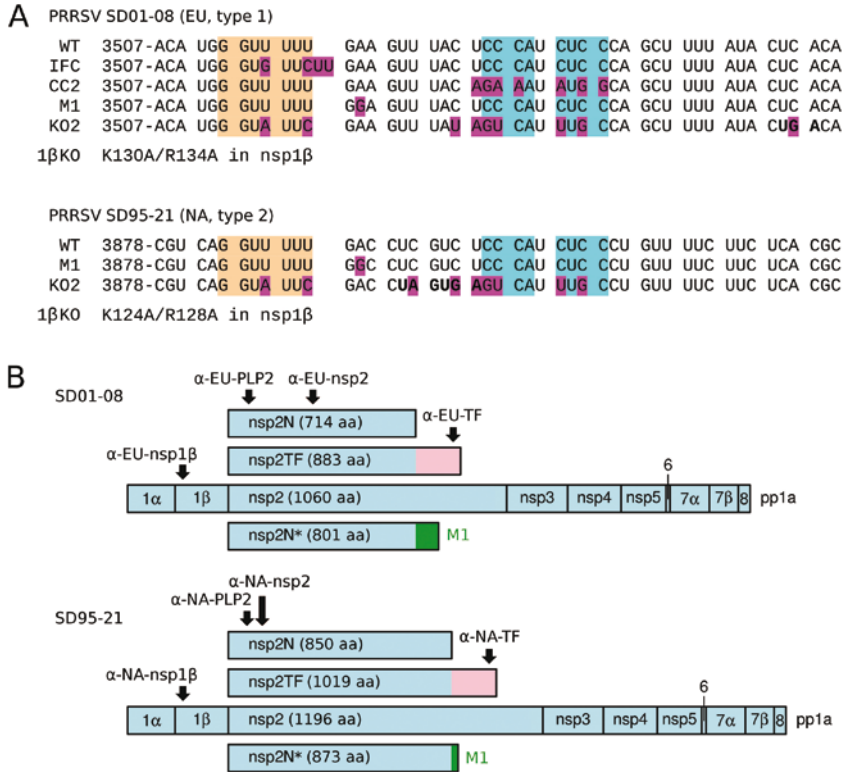 A
PRRSV SD01-08 (EU, type 1)
WT 3507-ACA UGG GUU UUU GAA GUU UAC UCC CAU CUC CCA GCU UUU AUA CUC ACA
IFC 3507-ACA UGG GUG UUCUU GAA GUU UAC UCC CAU CUC CCA GCU UUU AUA CUC ACA
CC2 3507-ACA UGG GUU UUU GAA GUU UAC AGA AAU AUG GCA GCU UUU AUA CUC ACA
M1 3507-ACA UGG GUU UUU GGA GUU UAC UCC CAU CUC CCA GCU UUU AUA CUC ACA
KO2 3507-ACA UGG GUA UUC GAA GUU UAU AGU CAU UUG CCA GCU UUU AUA CUG ACA
1βKO K130A/R134A in nsp1β
PRRSV SD95-21 (NA, type 2)
WT 3878-CGU CAG GUU UUU GAC CUC GUC UCC CAU CUC CCU GUU UUC UUC UCA CGC
M1 3878-CGU CAG GUU UUU GGC CUC GUC UCC CAU CUC CCU GUU UUC UUC UCA CGC
KO2 3878-CGU CAG GUA UUC GAC CUA GUG AGU CAU UUG CCU GUU UUC UUC UCA CGC
1βKO K124A/R128A in nsp1β
B
SD01-08
α-EU-PLP2 α-EU-nsp2
nsp2N (714 aa)
α-EU-TF
α-EU-nsp1β
nsp2TF (883 aa)
6
1α 1β nsp2 (1060 aa) nsp3 nsp4 nsp5 7α 7β 8 pp1a
nsp2N* (801 aa) M1
α-NA-nsp2
SD95-21
α-NA-PLP2
nsp2N (850 aa)
α-NA-TF
α-NA-nsp1β
nsp2TF (1019 aa)
6
1α 1β nsp2 (1196 aa) nsp3 nsp4 nsp5 7α 7β 8 pp1a
nsp2N* (873 aa) M1